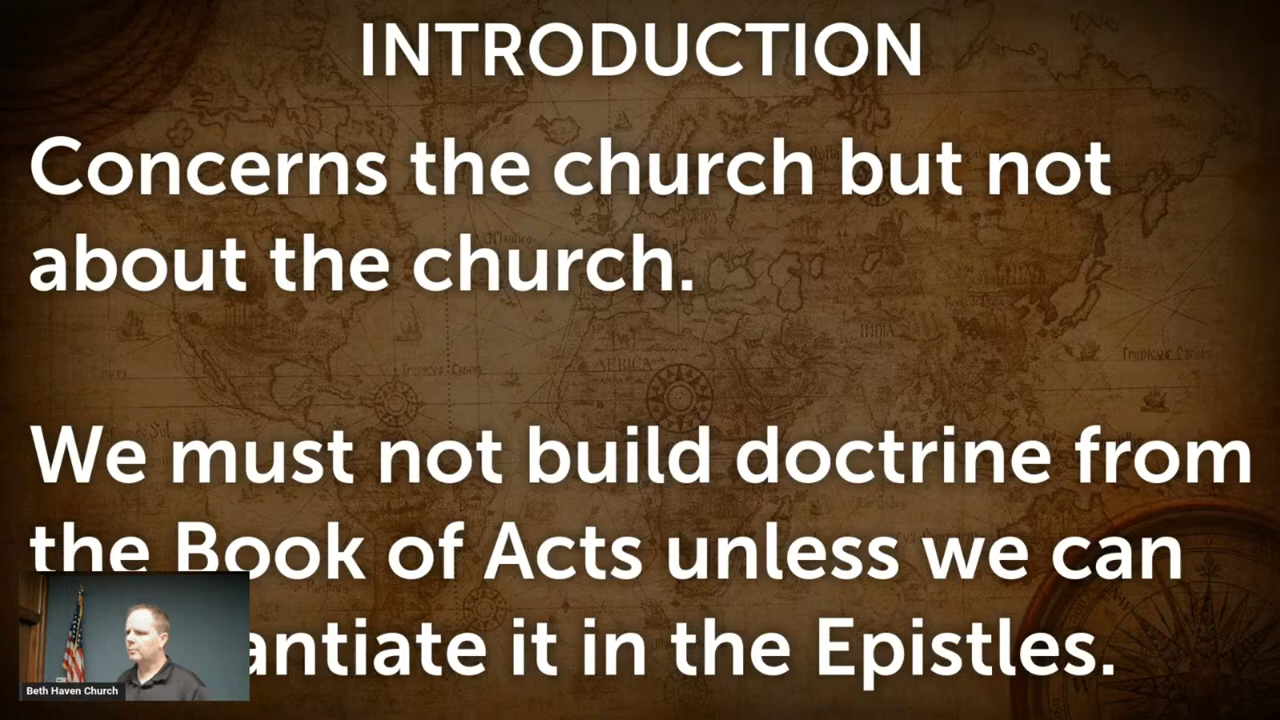 INTRODUCTION
Concerns the church but not
about the church.
We must not build doctrine from
the Book of Acts unless we can
antiate it in the Epistles.
Beth Haven Church
AFRICA